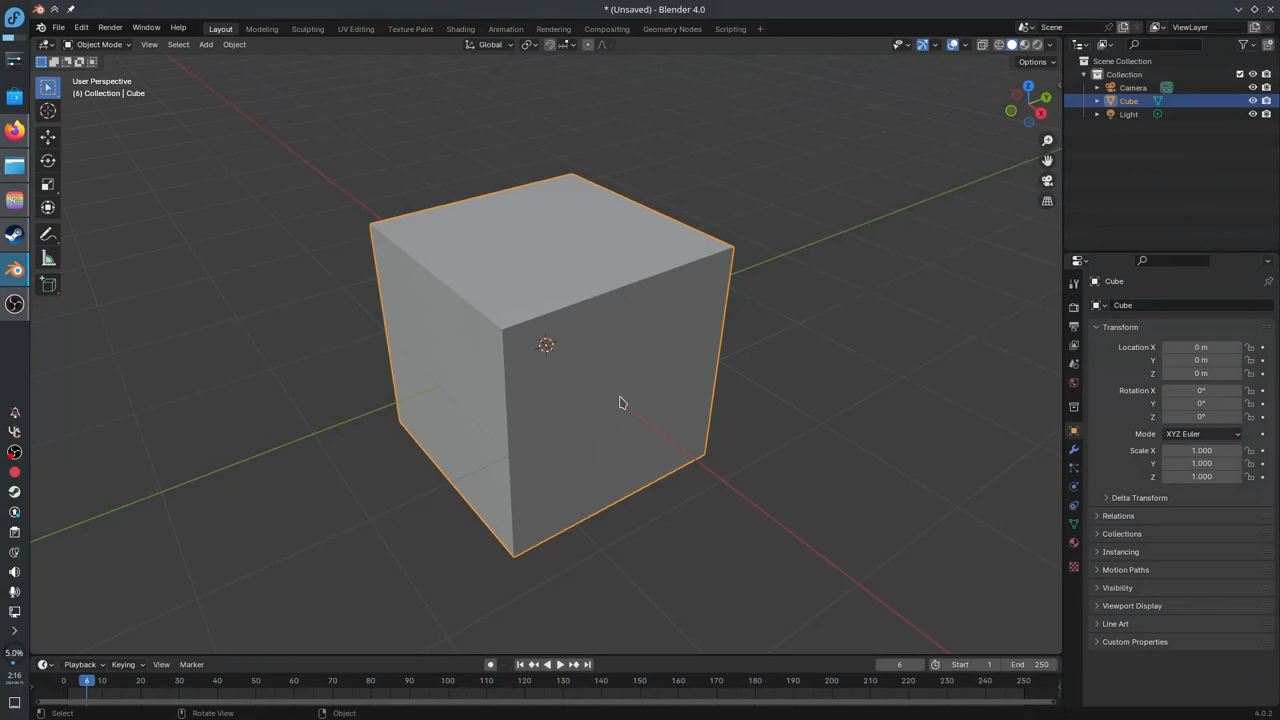 * (Unsaved) - Blender 4.0
File Edit Render Window Help Layout Modeling Sculpting UV Editing Texture Paint Shading Animation Rendering Compositing Geometry Nodes Scripting + Scene ViewLayer
Object Mode View Select Add Object Global
Options
User Perspective
(6) Collection | Cube
Z
Y
X
Scene Collection
Collection
Camera
Cube
Light
Cube
Cube
Transform
Location X 0 m
Y 0 m
Z 0 m
Rotation X 0°
Y 0°
Z 0°
Mode XYZ Euler
Scale X 1.000
Y 1.000
Z 1.000
Delta Transform
Relations
Collections
Instancing
Motion Paths
Visibility
Viewport Display
Line Art
Custom Properties
5.0%
2:16
Playback Keying View Marker 6 Start 1 End 250
0 6 10 20 30 40 50 60 70 80 90 100 110 120 130 140 150 160 170 180 190 200 210 220 230 240 250
Select Rotate View Object 4.0.2